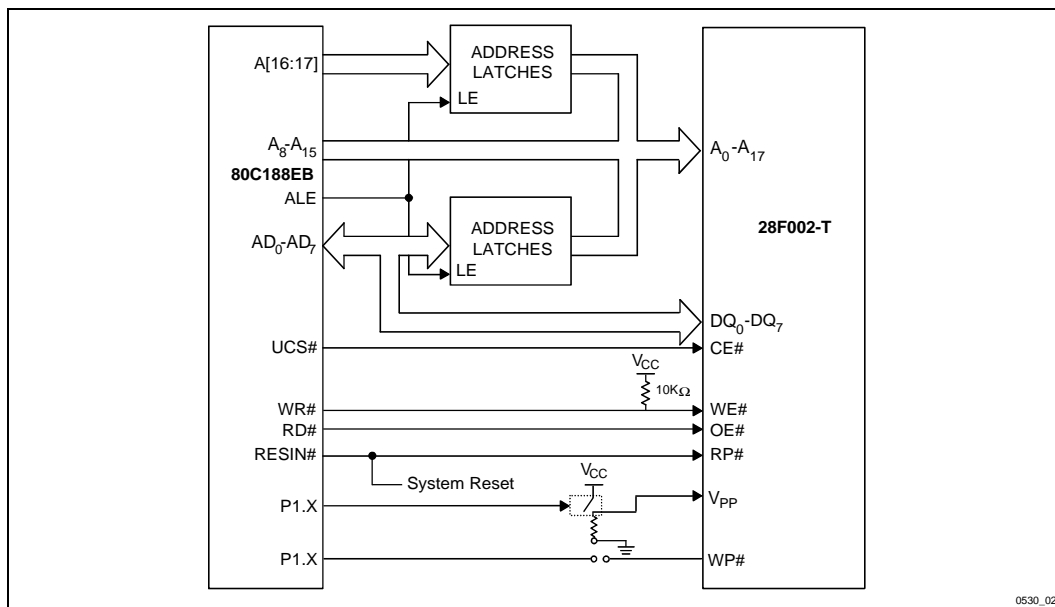 A[16:17]
ADDRESS
LATCHES
LE
A8-A15
80C188EB
ALE
AD0-AD7
ADDRESS
LATCHES
LE
A0-A17
28F002-T
DQ0-DQ7
UCS#
CE#
VCC
10KΩ
WR#
WE#
RD#
OE#
RESIN#
RP#
System Reset
VCC
P1.X
VPP
P1.X
WP#
0530_02